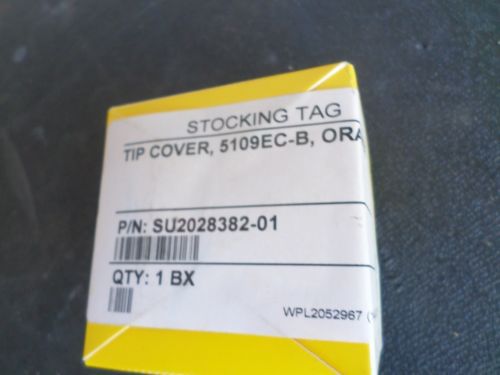 STOCKING TAG
TIP COVER, 5109EC-B, ORA
P/N: SU2028382-01
QTY: 1 BX
WPL2052967 (